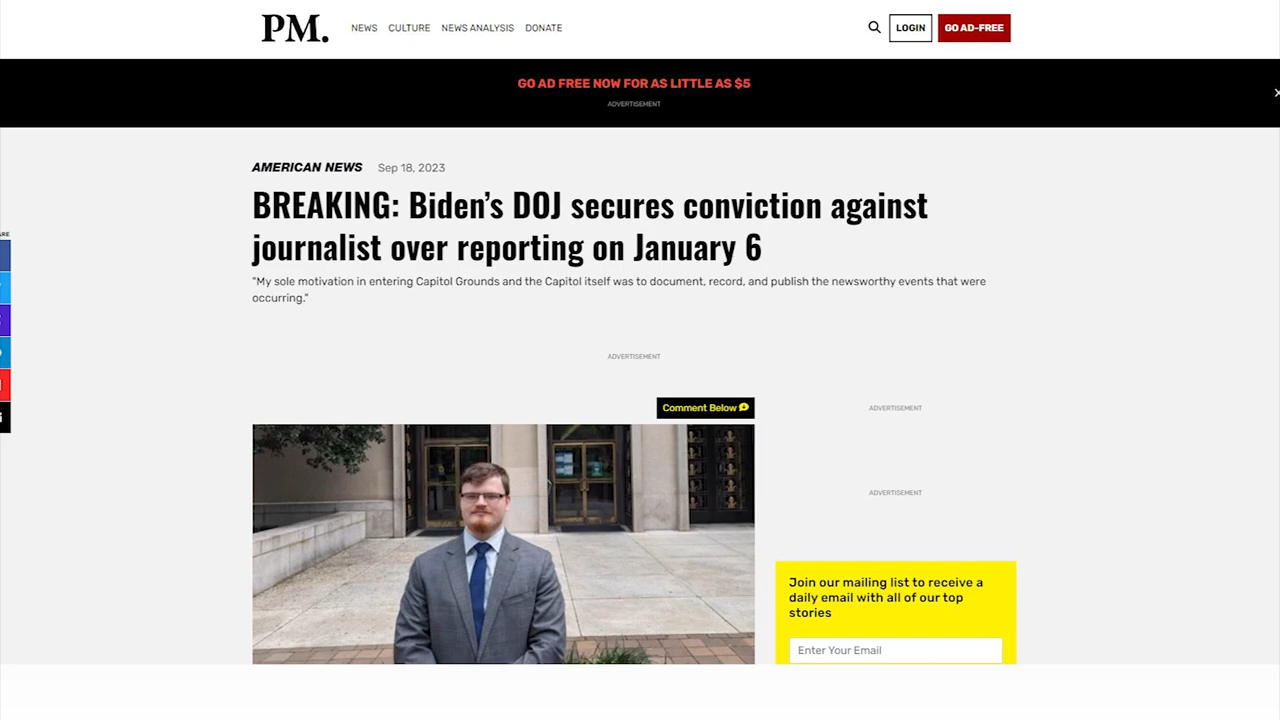 PM.
NEWS CULTURE NEWS ANALYSIS DONATE
LOGIN
GO AD-FREE
GO AD FREE NOW FOR AS LITTLE AS $5
ADVERTISEMENT
AMERICAN NEWS Sep 18, 2023
BREAKING: Biden's DOJ secures conviction against
journalist over reporting on January 6
"My sole motivation in entering Capitol Grounds and the Capitol itself was to document, record, and publish the newsworthy events that were
occurring."
ADVERTISEMENT
Comment Below
ADVERTISEMENT
ADVERTISEMENT
Join our mailing list to receive a
daily email with all of our top
stories
Enter Your Email